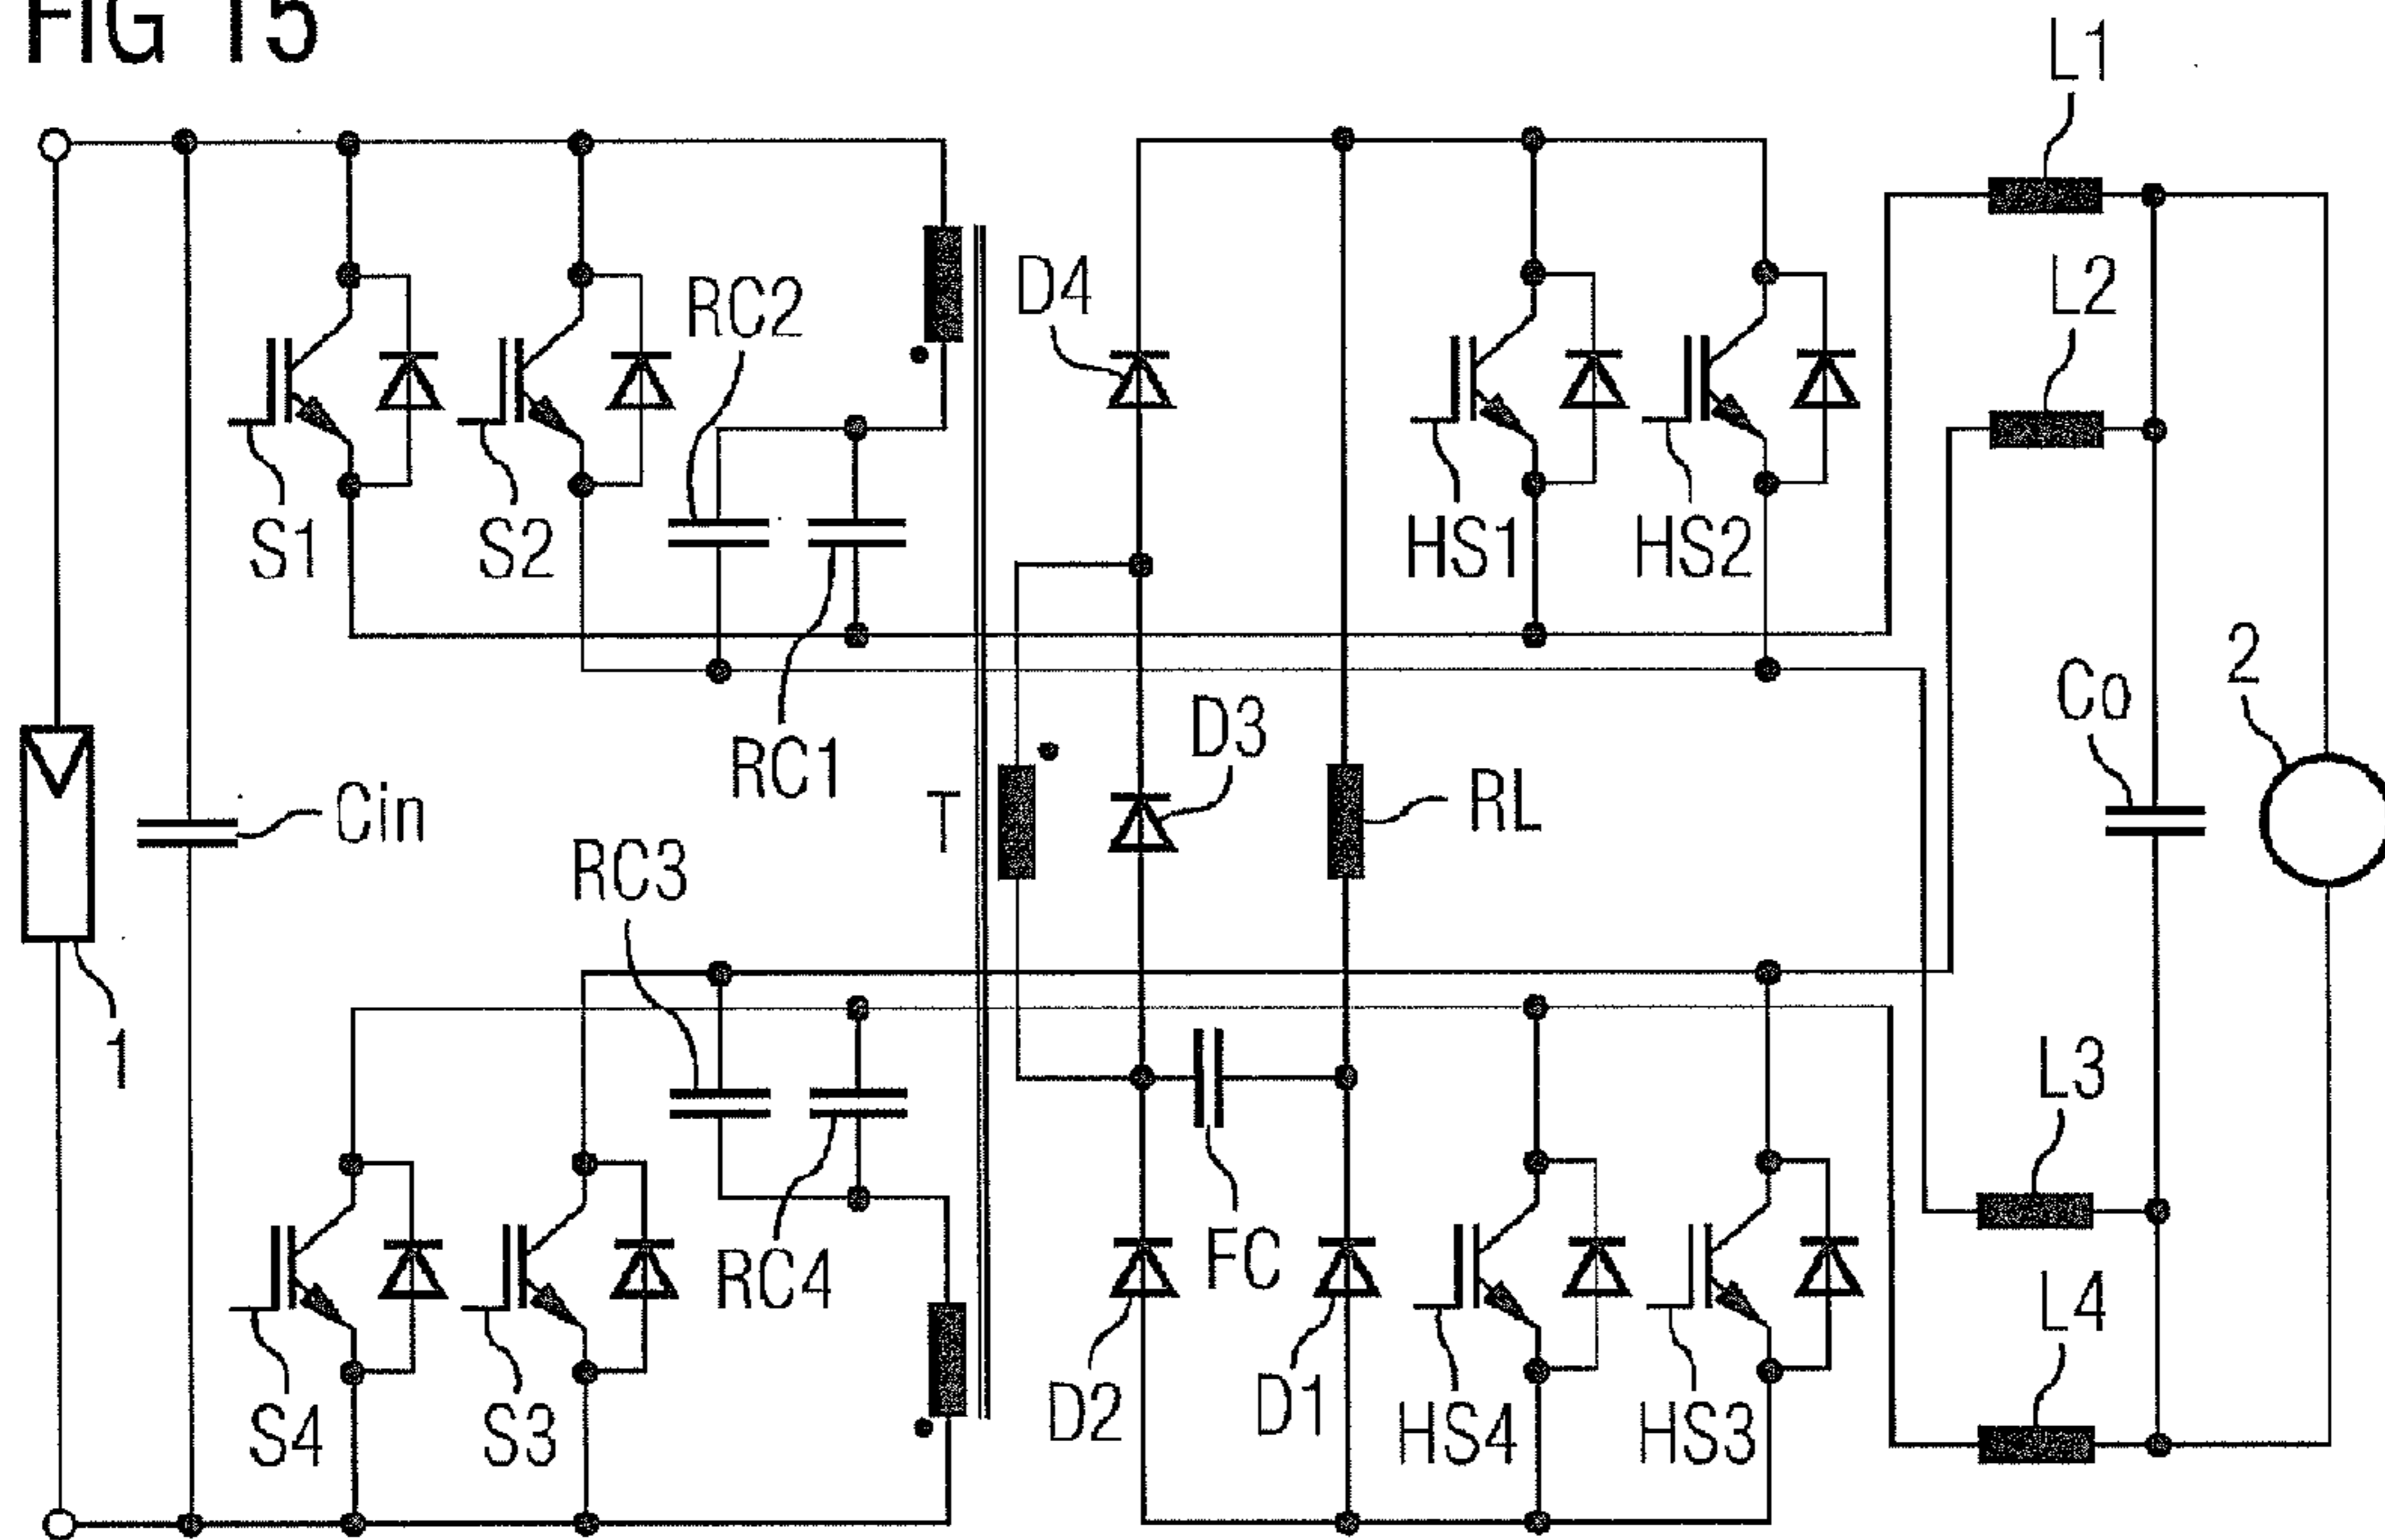 FIG 15
L1
D4
RC2
L2
S1
S2
HS1
HS2
2
Co
D3
RC1
T
RL
Cin
RC3
1
L3
FC
RC4
L4
D2
D1
S4
S3
HS4
HS3